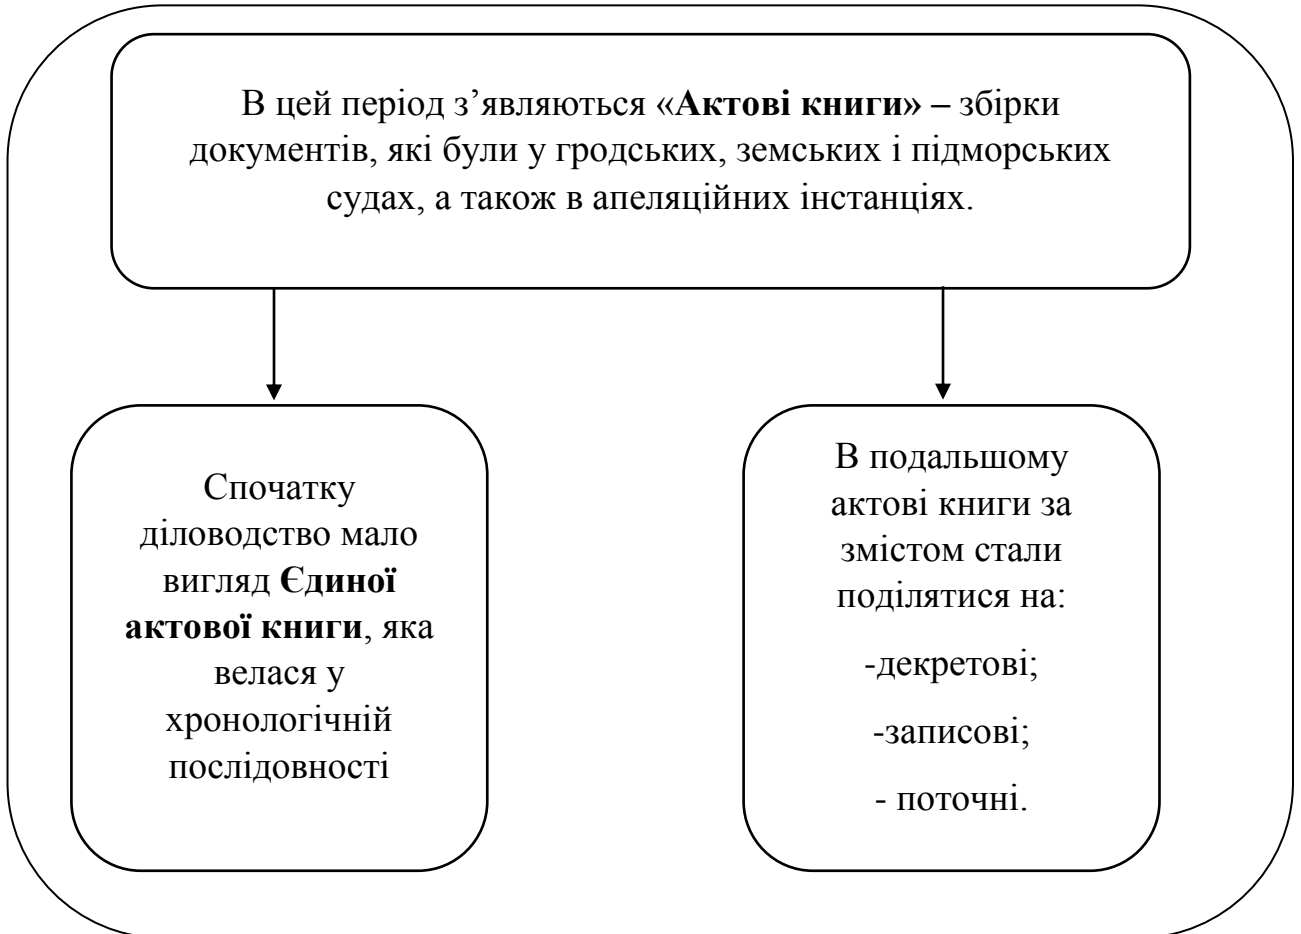 В цей період з’являються «Актові книги» – збірки
документів, які були у гродських, земських і підморських
судах, а також в апеляційних інстанціях.
Спочатку
діловодство мало
вигляд Єдиної
актової книги, яка
велася у
хронологічній
послідовності
В подальшому
актові книги за
змістом стали
поділятися на:
-декретові;
-записові;
- поточні.